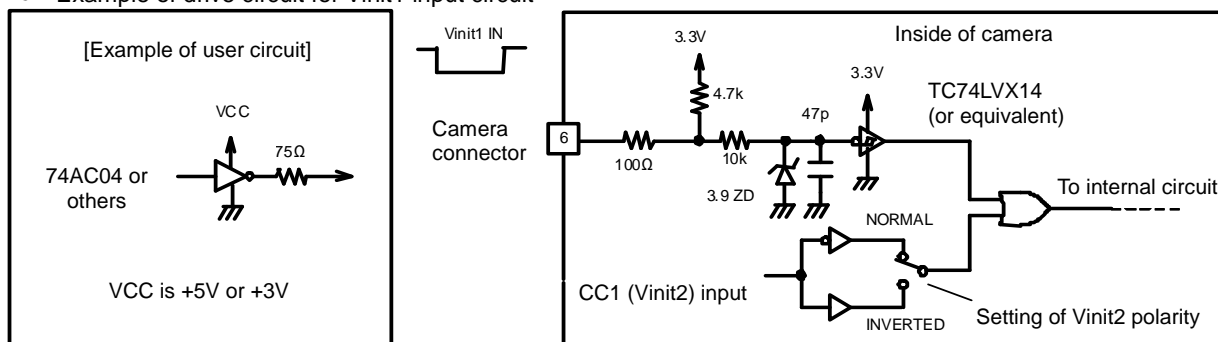 Example of drive circuit for Vinit1 input circuit
[Example of user circuit]
VCC
75Ω
74AC04 or
others
VCC is +5V or +3V
Vinit1 IN
Camera
connector
Inside of camera
3.3V
4.7k
6
100Ω
10k
47p
3.9 ZD
3.3V
TC74LVX14
(or equivalent)
To internal circuit
NORMAL
CC1 (Vinit2) input
INVERTED
Setting of Vinit2 polarity